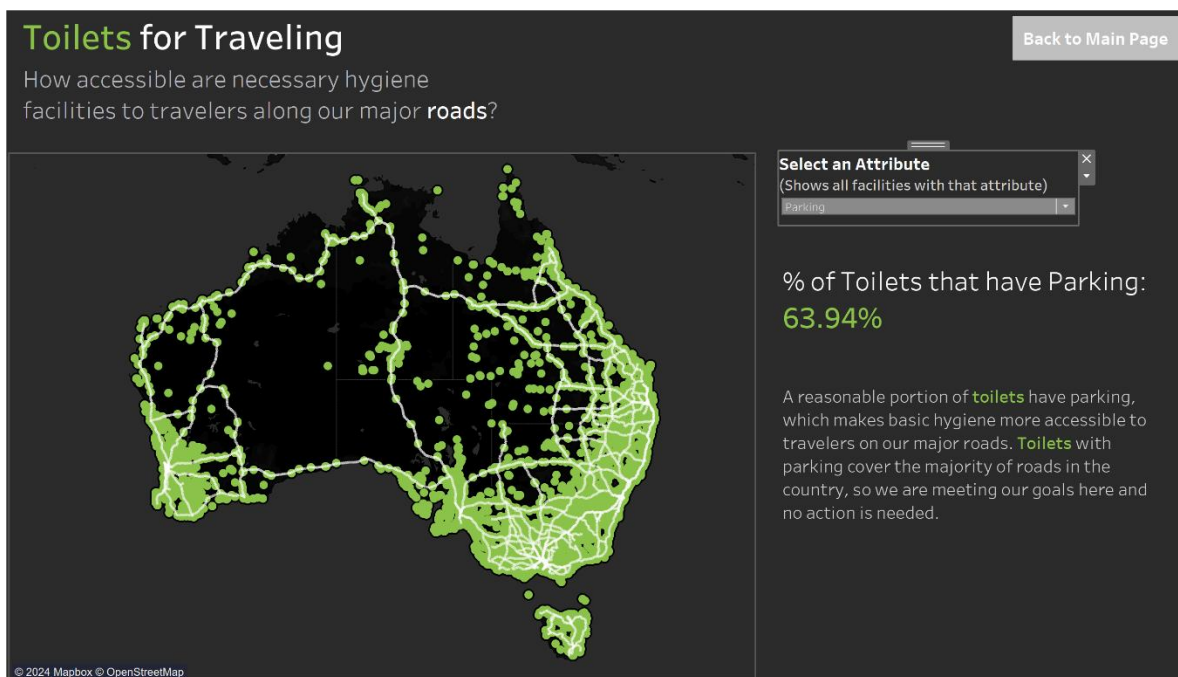 Toilets for Traveling
Back to Main Page
How accessible are necessary hygiene
facilities to travelers along our major roads?
Select an Attribute
(Shows all facilities with that attribute)
Parking
% of Toilets that have Parking:
63.94%
A reasonable portion of toilets have parking,
which makes basic hygiene more accessible to
travelers on our major roads. Toilets with
parking cover the majority of roads in the
country, so we are meeting our goals here and
no action is needed.
© 2024 Mapbox © OpenStreetMap